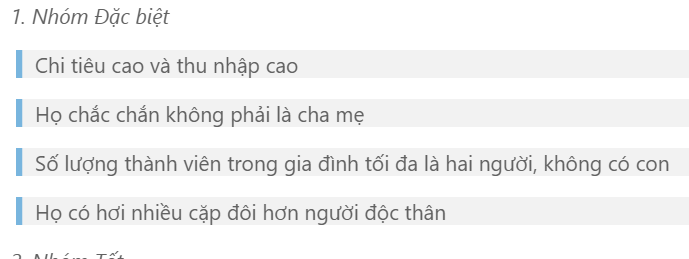 1. Nhóm Đặc biệt
Chi tiêu cao và thu nhập cao
Họ chắc chắn không phải là cha mẹ
Số lượng thành viên trong gia đình tối đa là hai người, không có con
Họ có hơi nhiều cặp đôi hơn người độc thân
2. Nhóm Tốt